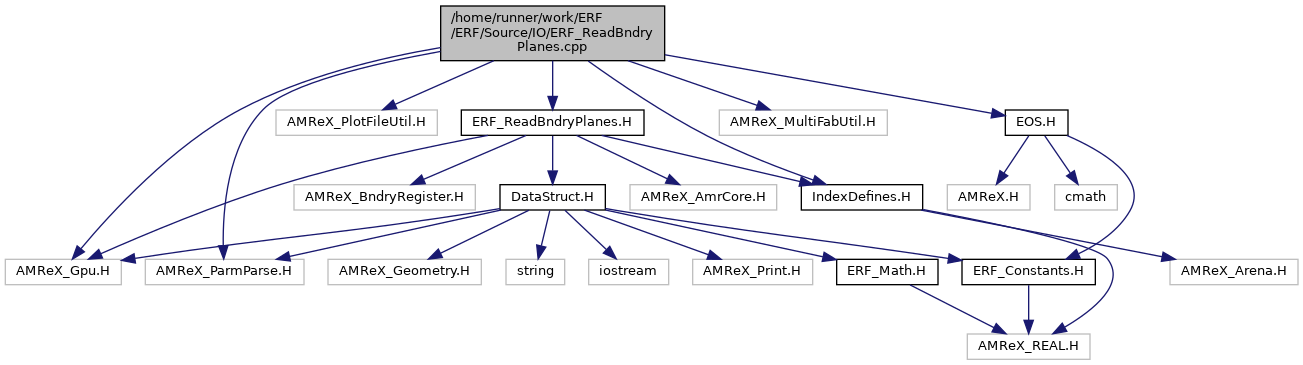 /home/runner/work/ERF
/ERF/Source/IO/ERF_ReadBndry
Planes.cpp
AMReX_PlotFileUtil.H
ERF_ReadBndryPlanes.H
AMReX_MultiFabUtil.H
EOS.H
AMReX_BndryRegister.H
DataStruct.H
AMReX_AmrCore.H
IndexDefines.H
AMReX.H
cmath
AMReX_Gpu.H
AMReX_ParmParse.H
AMReX_Geometry.H
string
iostream
AMReX_Print.H
ERF_Math.H
ERF_Constants.H
AMReX_Arena.H
AMReX_REAL.H